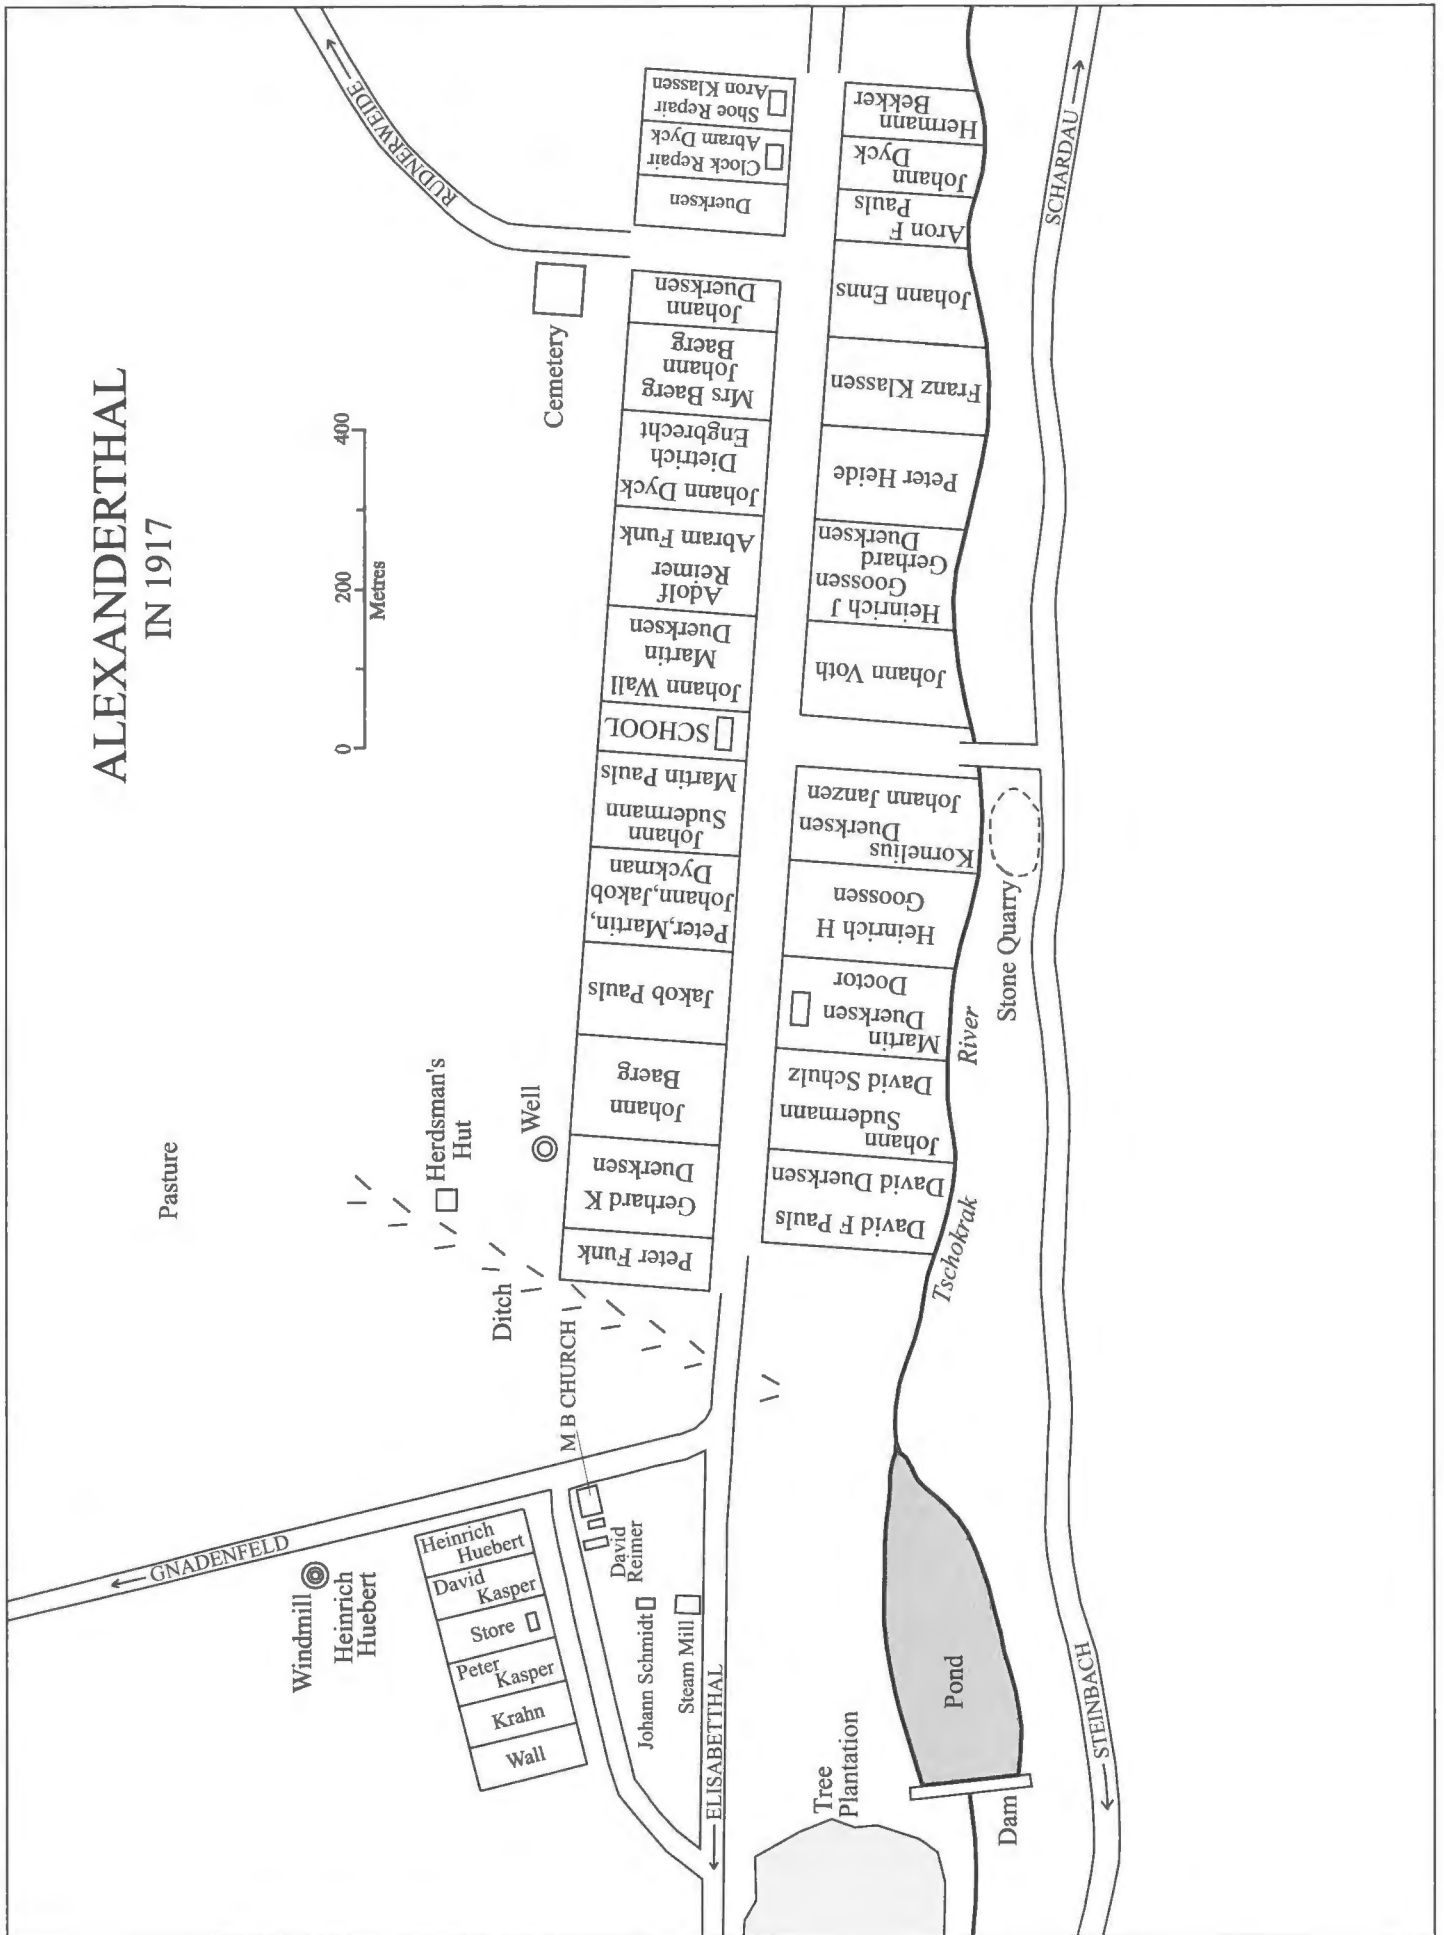 ALEXANDERTHAL
IN 1917
0 200 400
Metres
Pasture
RUDNERWEIDE
Cemetery
Herdsman's
Hut
Well
Ditch
M B CHURCH
GNADENFELD
Windmill
Heinrich
Huebert
Heinrich
Huebert
David
Kasper
Store
Peter
Kasper
Krahn
Wall
David
Reimer
Johann Schmidt
Steam Mill
ELISABETTHAL
Tree
Plantation
Pond
Dam
STEINBACH
SCHARDAU
Stone Quarry
Tschokrak
River
Shoe Repair
Aron Klassen
Clock Repair
Abram Dyck
Duerksen
Johann
Duerksen
Mrs Baerg
Johann
Baerg
Johann Dyck
Dietrich
Engbrecht
Adolf
Reimer
Abram Funk
Johann Wall
Martin
Duerksen
SCHOOL
Johann
Sudermann
Martin Pauls
Peter,Martin,
Johann,Jakob
Dyckman
Jakob Pauls
Johann
Baerg
Gerhard K
Duerksen
Peter Funk
Hermann
Bekker
Johann
Dyck
Aron F
Pauls
Johann Enns
Franz Klassen
Peter Heide
Heinrich J
Goossen
Gerhard
Duerksen
Johann Voth
Kornelius
Duerksen
Johann Janzen
Heinrich H
Goossen
Martin
Duerksen
Doctor
Johann
Sudermann
David Schulz
David F Pauls
David Duerksen